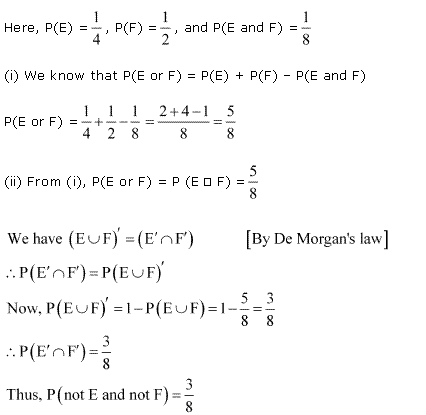 Here, P(E) = 1/4, P(F) = 1/2, and P(E and F) = 1/8
(i) We know that P(E or F) = P(E) + P(F) − P(E and F)
P(E or F) = 1/4 + 1/2 − 1/8 = (2+4−1)/8 = 5/8
(ii) From (i), P(E or F) = P (E □ F) = 5/8
We have (E∪F)′ = (E′∩F′) [By De Morgan's law]
∴ P(E′∩F′) = P(E∪F)′
Now, P(E∪F)′ = 1−P(E∪F) = 1−5/8 = 3/8
∴ P(E′∩F′) = 3/8
Thus, P(not E and not F) = 3/8